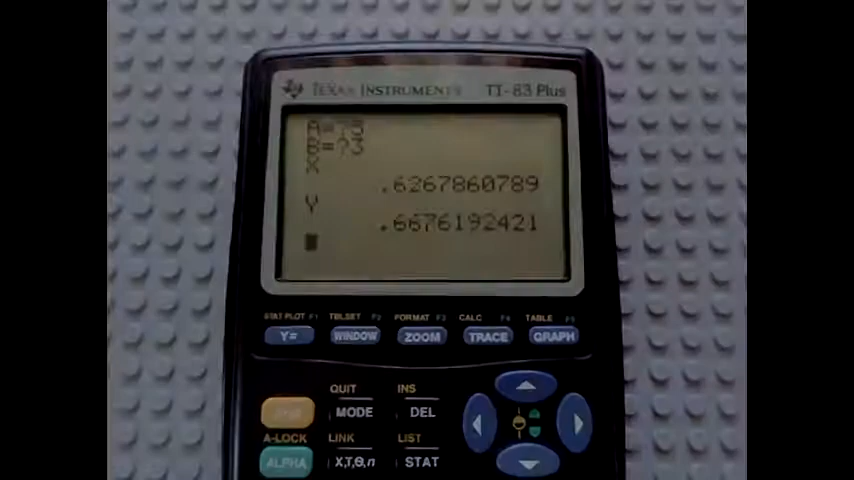 TEXAS INSTRUMENTS TI-83 Plus
B=?3
X
.6267860789
Y
.6676192421
STAT PLOT F1 TBLSET F2 FORMAT F3 CALC F4 TABLE F5
Y= WINDOW ZOOM TRACE GRAPH
QUIT INS
2nd MODE DEL
A-LOCK LINK LIST
ALPHA X,T,Θ,n STAT